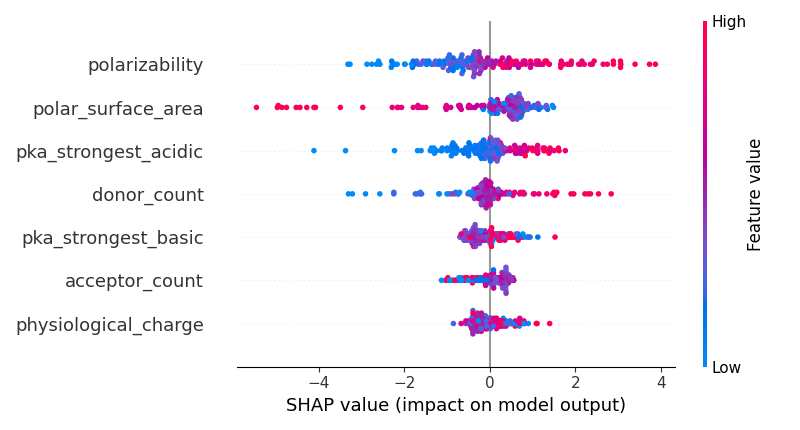 High
polarizability
polar_surface_area
pka_strongest_acidic
donor_count
pka_strongest_basic
acceptor_count
physiological_charge
Feature value
Low
−4 −2 0 2 4
SHAP value (impact on model output)